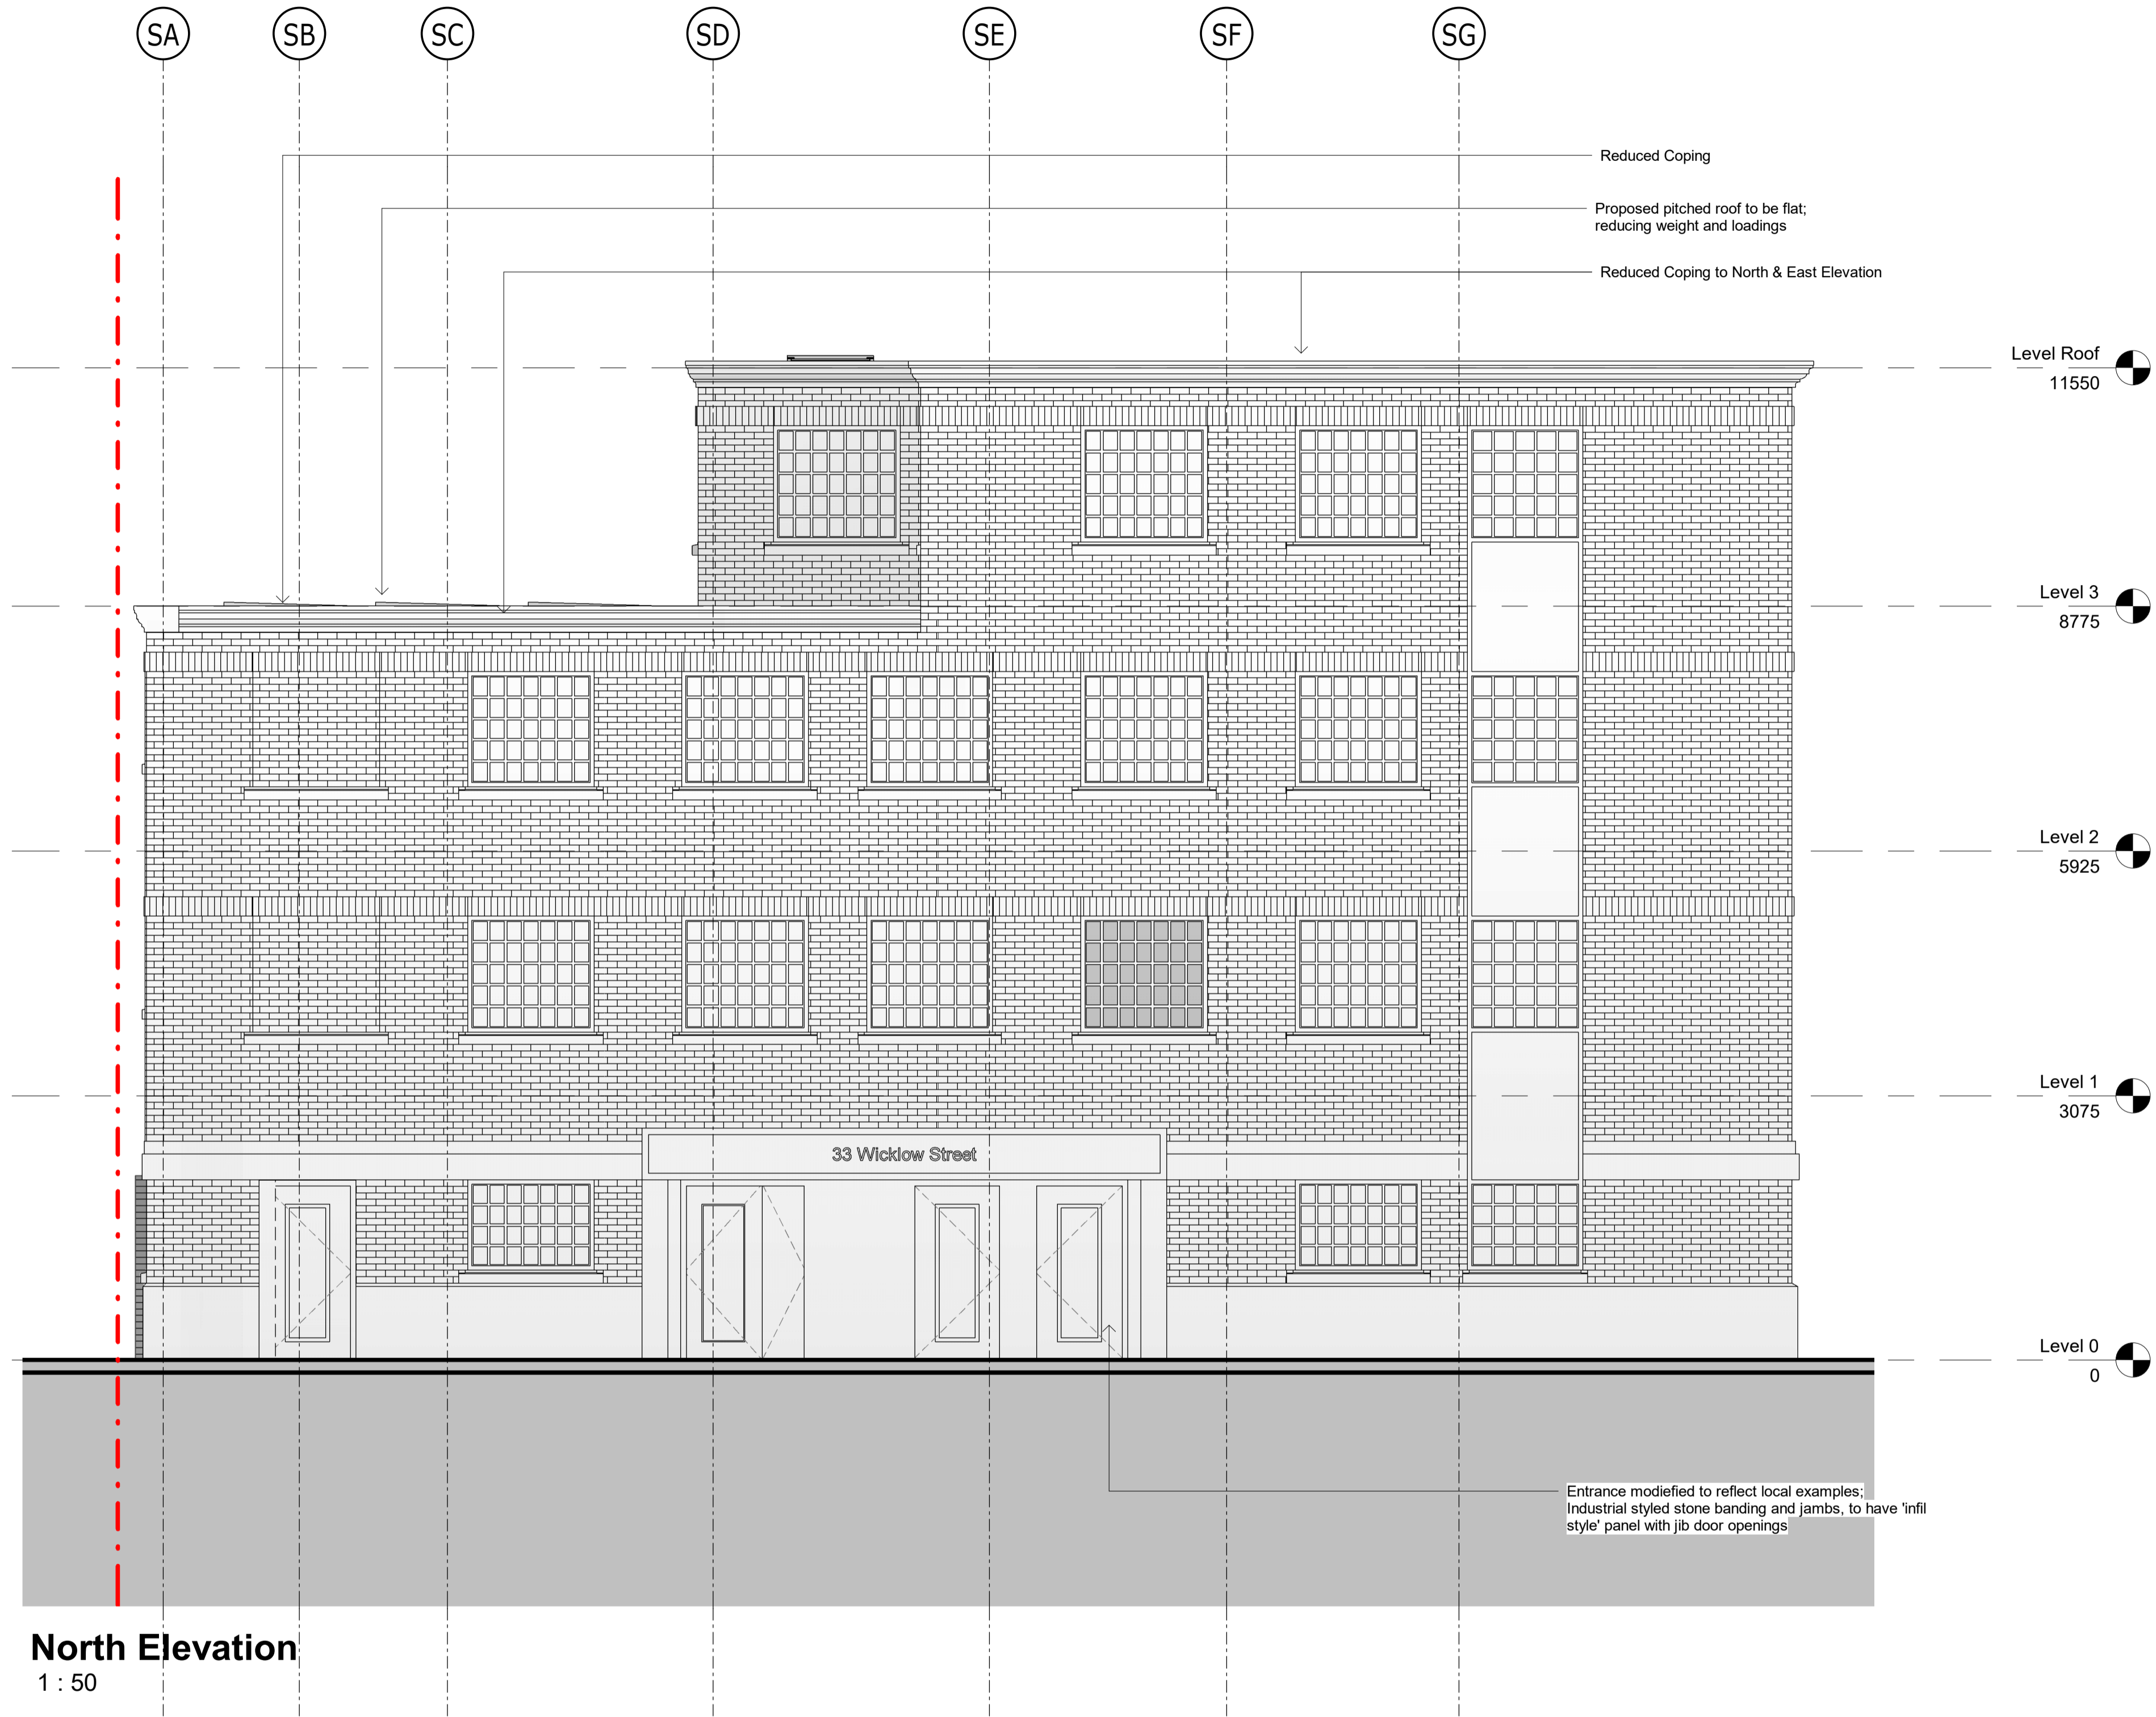 SA
SB
SC
SD
SE
SF
SG
Reduced Coping
Proposed pitched roof to be flat;
reducing weight and loadings
Reduced Coping to North & East Elevation
Level Roof
11550
Level 3
8775
Level 2
5925
Level 1
3075
33 Wicklow Street
Level 0
0
Entrance modiefied to reflect local examples;
Industrial styled stone banding and jambs, to have 'infil
style' panel with jib door openings
North Elevation
1 : 50